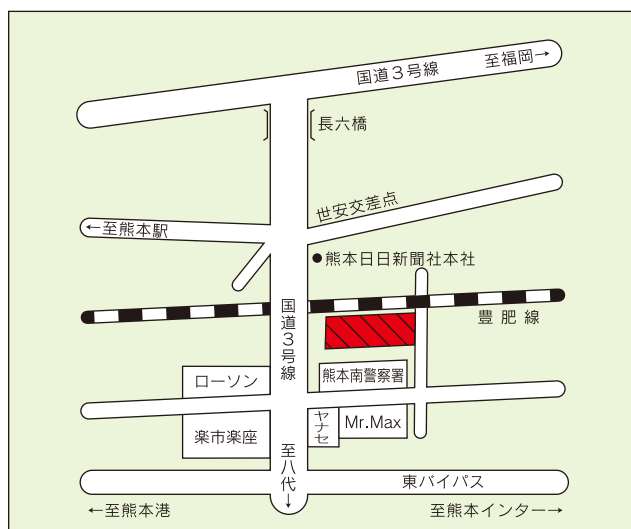 国道3号線
至福岡→
長六橋
世安交差点
←至熊本駅
●熊本日日新聞社本社
国道3号線
豊肥線
ローソン
熊本南警察署
楽市楽座
ヤナセ
Mr.Max
至八代→
東バイパス
←至熊本港
至熊本インター→